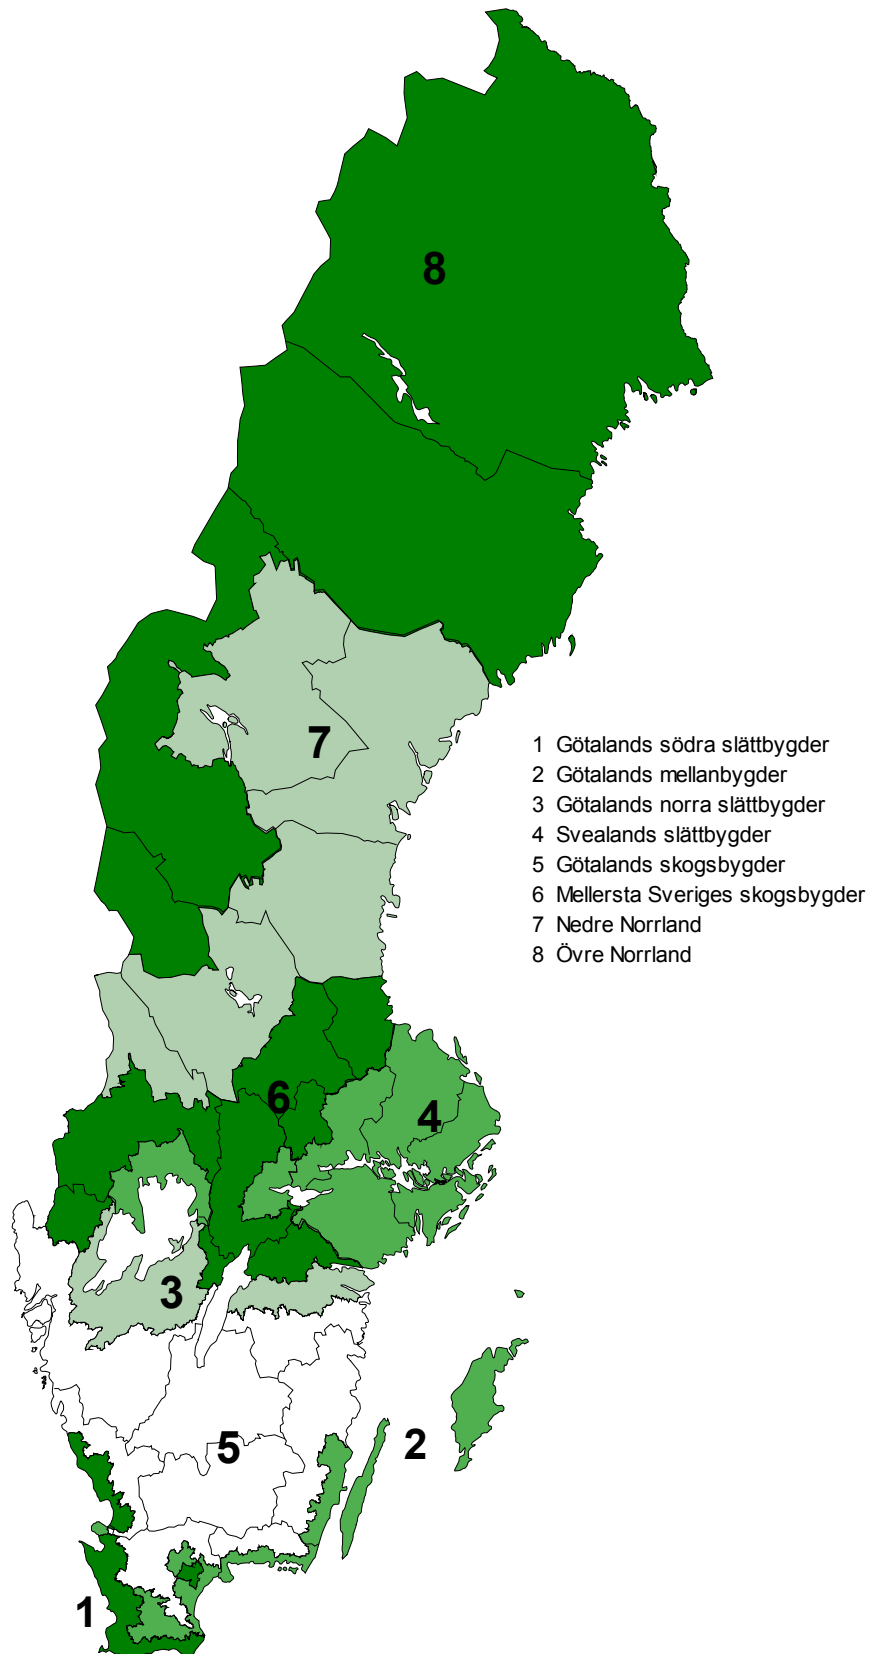 8
7
1 Götalands södra slättbygder
2 Götalands mellanbygder
3 Götalands norra slättbygder
4 Svealands slättbygder
5 Götalands skogsbygder
6 Mellersta Sveriges skogsbygder
7 Nedre Norrland
8 Övre Norrland
6
4
3
5
2
1